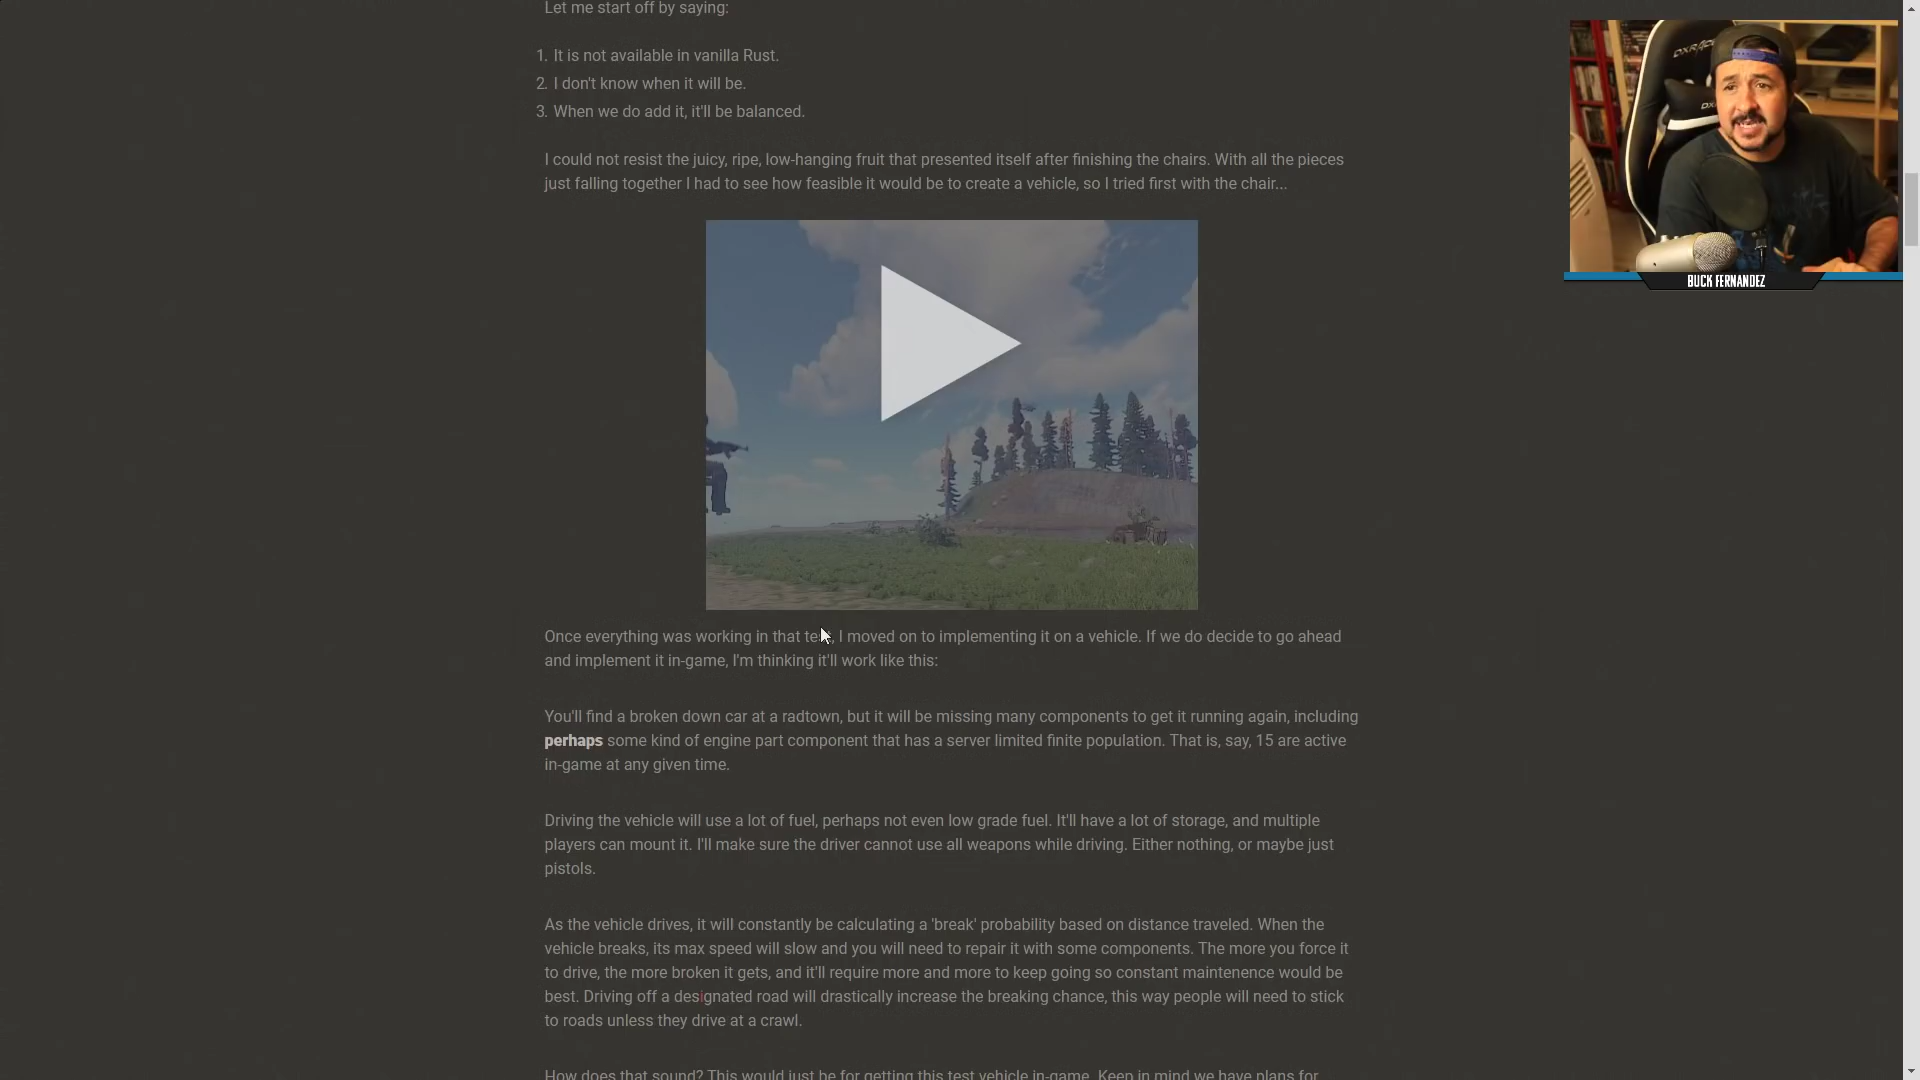 Let me start off by saying:
1. It is not available in vanilla Rust.
2. I don't know when it will be.
3. When we do add it, it'll be balanced.
I could not resist the juicy, ripe, low-hanging fruit that presented itself after finishing the chairs. With all the pieces
just falling together I had to see how feasible it would be to create a vehicle, so I tried first with the chair...
Once everything was working in that test, I moved on to implementing it on a vehicle. If we do decide to go ahead
and implement it in-game, I'm thinking it'll work like this:
You'll find a broken down car at a radtown, but it will be missing many components to get it running again, including
perhaps some kind of engine part component that has a server limited finite population. That is, say, 15 are active
in-game at any given time.
Driving the vehicle will use a lot of fuel, perhaps not even low grade fuel. It'll have a lot of storage, and multiple
players can mount it. I'll make sure the driver cannot use all weapons while driving. Either nothing, or maybe just
pistols.
As the vehicle drives, it will constantly be calculating a 'break' probability based on distance traveled. When the
vehicle breaks, its max speed will slow and you will need to repair it with some components. The more you force it
to drive, the more broken it gets, and it'll require more and more to keep going so constant maintenence would be
best. Driving off a designated road will drastically increase the breaking chance, this way people will need to stick
to roads unless they drive at a crawl.
How does that sound? This would just be for getting this test vehicle in-game. Keep in mind we have plans for
DXRACER
BUCK FERNANDEZ